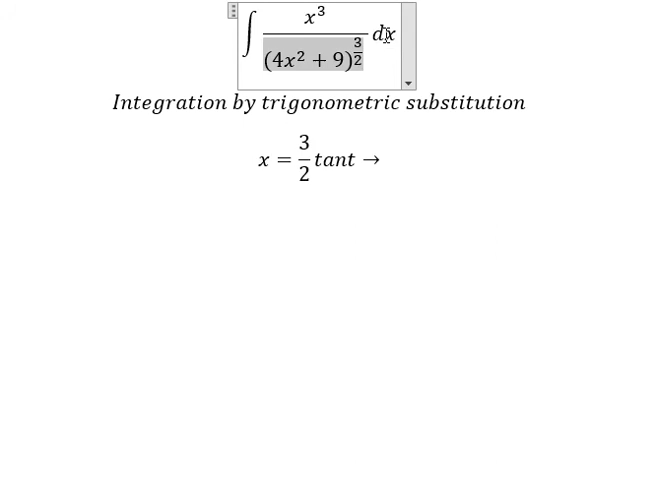 ∫ x³ / (4x² + 9)^(3/2) dx
Integration by trigonometric substitution
x = 3/2 tant →